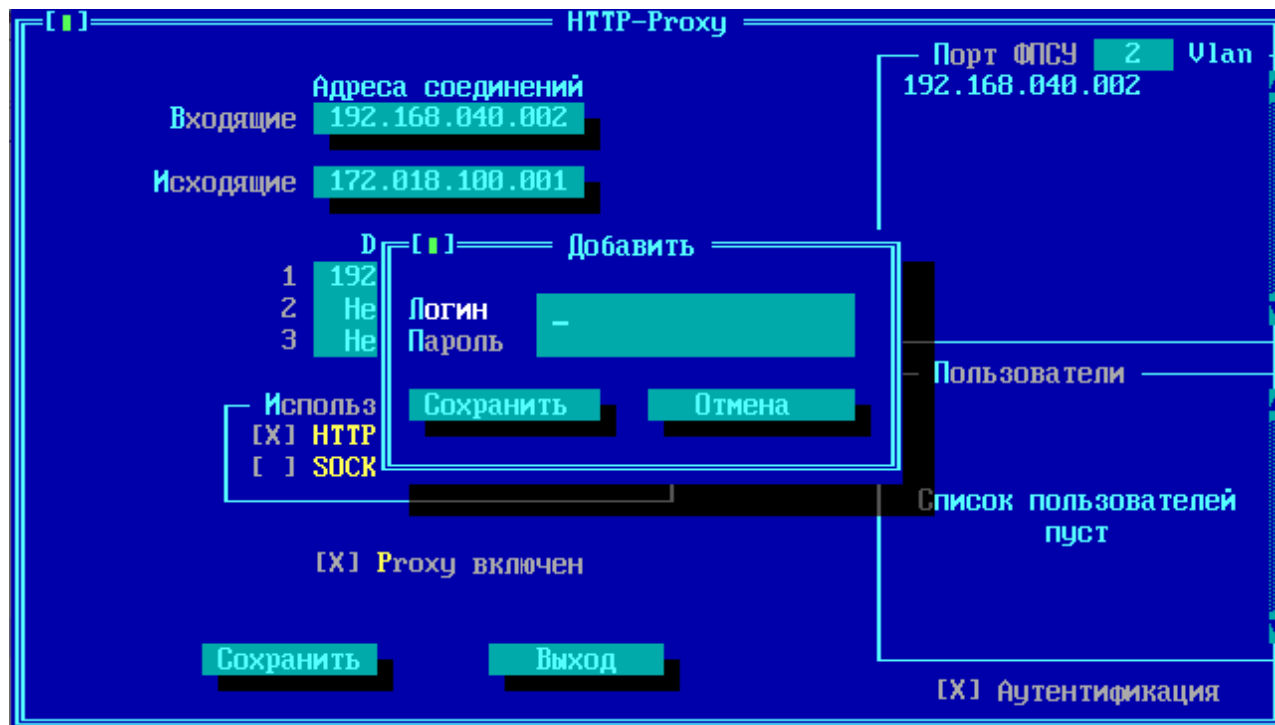 [▮] HTTP-Proxy
Порт ФПСУ 2 Vlan
192.168.040.002
Адреса соединений
Входящие 192.168.040.002
Исходящие 172.018.100.001
D
1 192
2 Не
3 Не
[▮] Добавить
Логин _
Пароль
Сохранить Отмена
Использ
[X] HTTP
[ ] SOCK
Пользователи
Список пользователей
пуст
[X] Proxy включен
Сохранить Выход
[X] Аутентификация